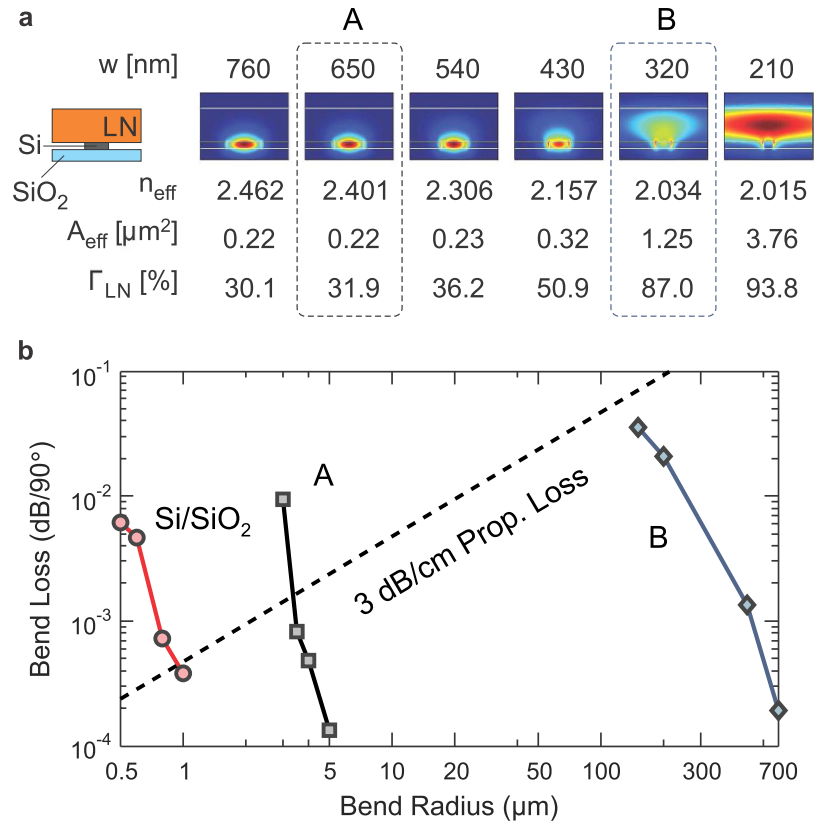 a
A
B
w [nm]
760
650
540
430
320
210
LN
Si
SiO₂
n_eff
2.462
2.401
2.306
2.157
2.034
2.015
A_eff [µm²]
0.22
0.22
0.23
0.32
1.25
3.76
Γ_LN [%]
30.1
31.9
36.2
50.9
87.0
93.8
b
Bend Loss (dB/90°)
10⁻¹
10⁻²
10⁻³
10⁻⁴
Si/SiO₂
A
3 dB/cm Prop. Loss
B
0.5
1
5
10
20
50
100
300
700
Bend Radius (µm)